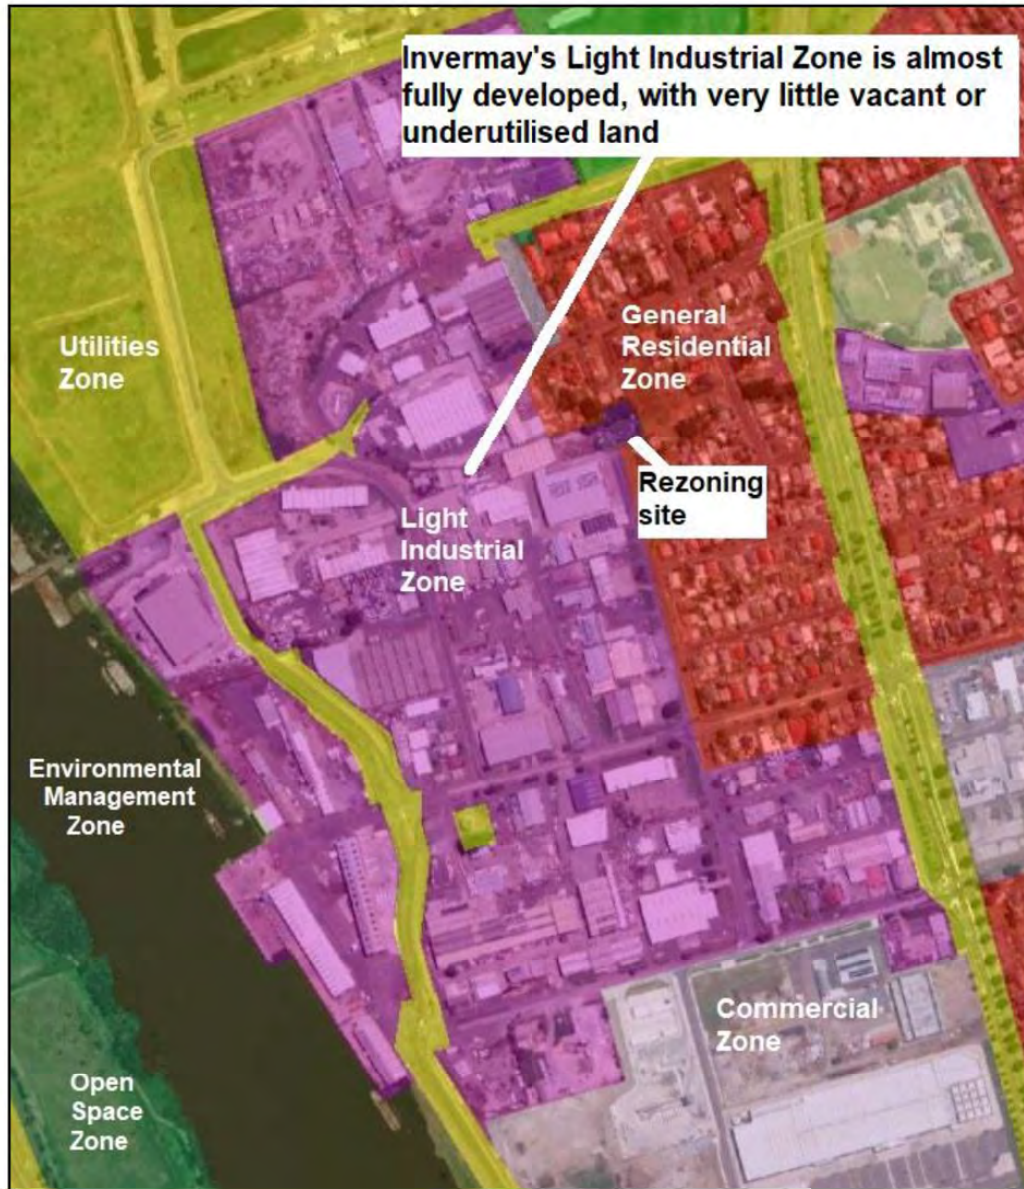 Invermay's Light Industrial Zone is almost
fully developed, with very little vacant or
underutilised land
General
Residential
Zone
Utilities
Zone
Rezoning
site
Light
Industrial
Zone
Environmental
Management
Zone
Commercial
Zone
Open
Space
Zone